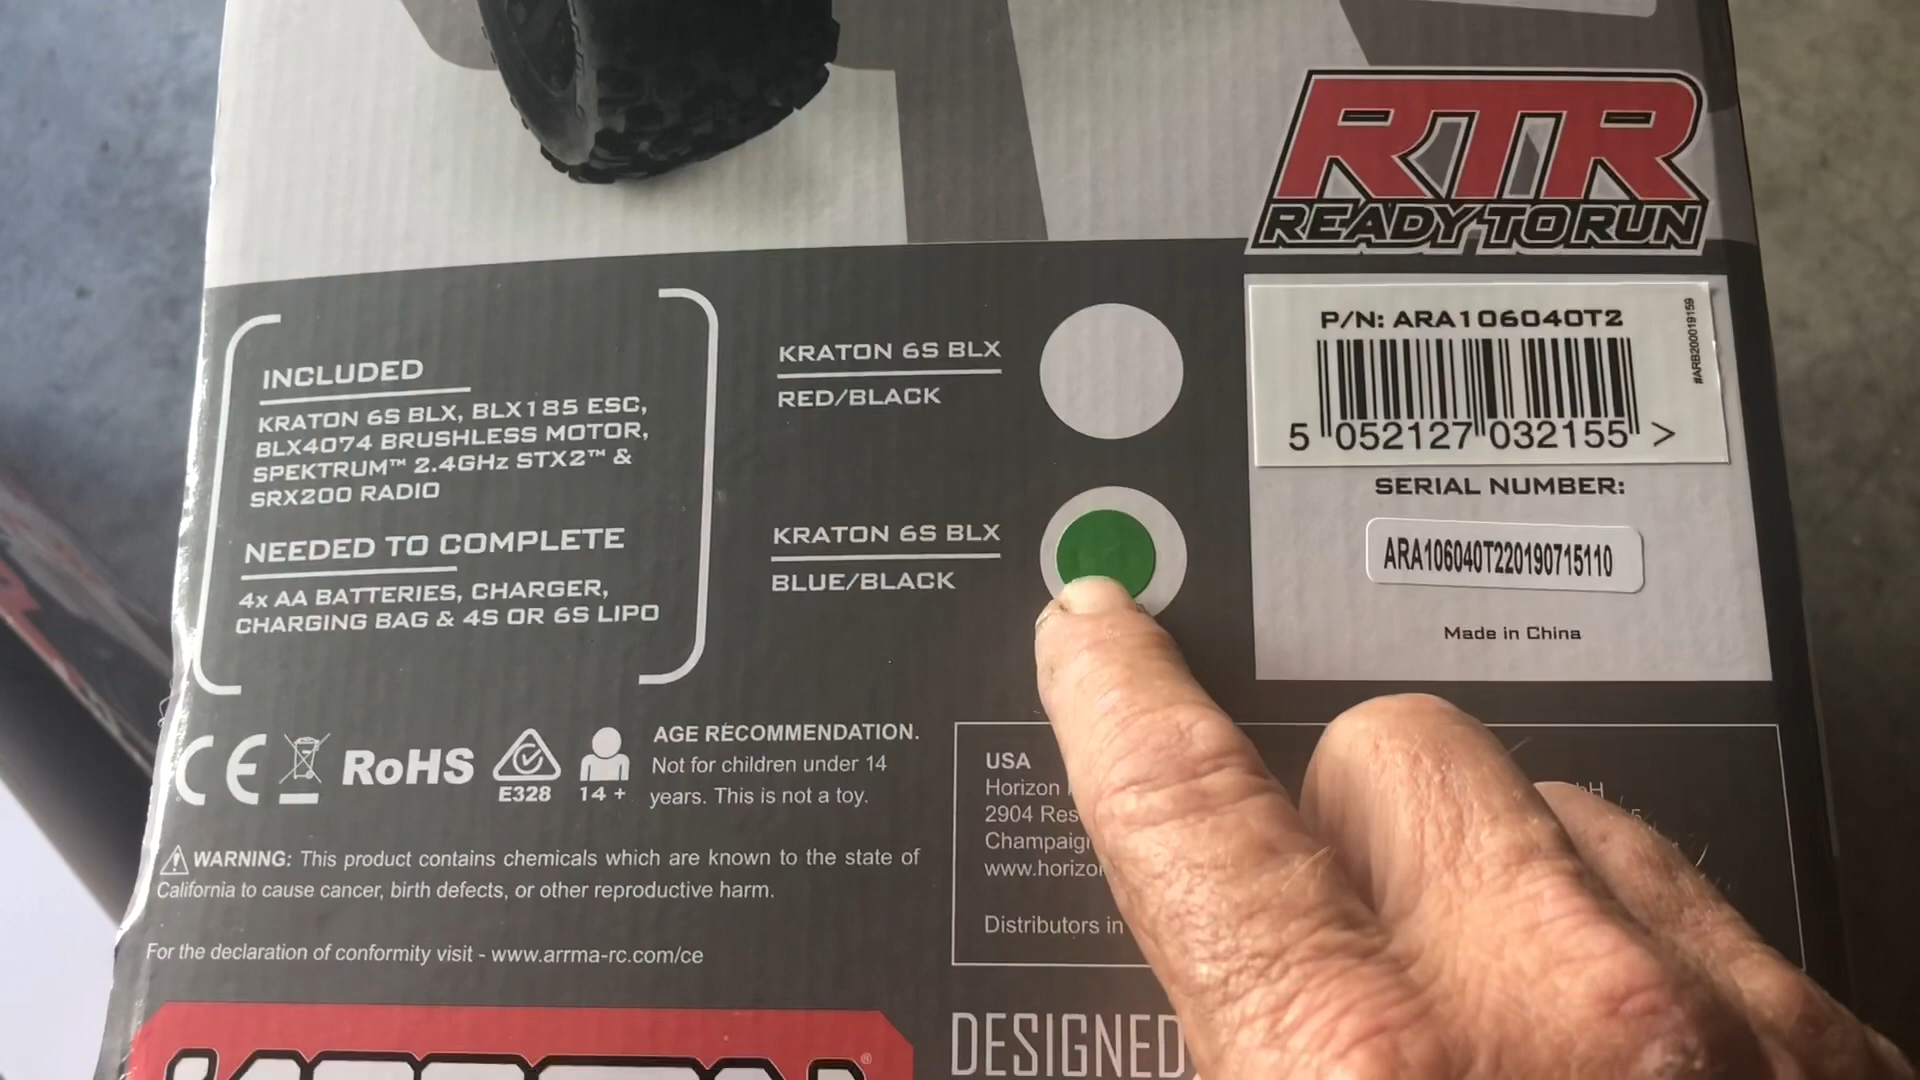 RTR
READY TO RUN
INCLUDED
KRATON 6S BLX, BLX185 ESC,
BLX4074 BRUSHLESS MOTOR,
SPEKTRUM™ 2.4GHz STX2™ &
SRX200 RADIO
NEEDED TO COMPLETE
4x AA BATTERIES, CHARGER,
CHARGING BAG & 4S OR 6S LIPO
KRATON 6S BLX
RED/BLACK
KRATON 6S BLX
BLUE/BLACK
P/N: ARA106040T2
#ARB200019159
5 052127 032155 >
SERIAL NUMBER:
ARA106040T220190715110
Made in China
CE
RoHS
E328
14 +
AGE RECOMMENDATION.
Not for children under 14
years. This is not a toy.
WARNING: This product contains chemicals which are known to the state of
California to cause cancer, birth defects, or other reproductive harm.
For the declaration of conformity visit - www.arrma-rc.com/ce
USA
Horizon
2904
Distributors in
DESIGNED